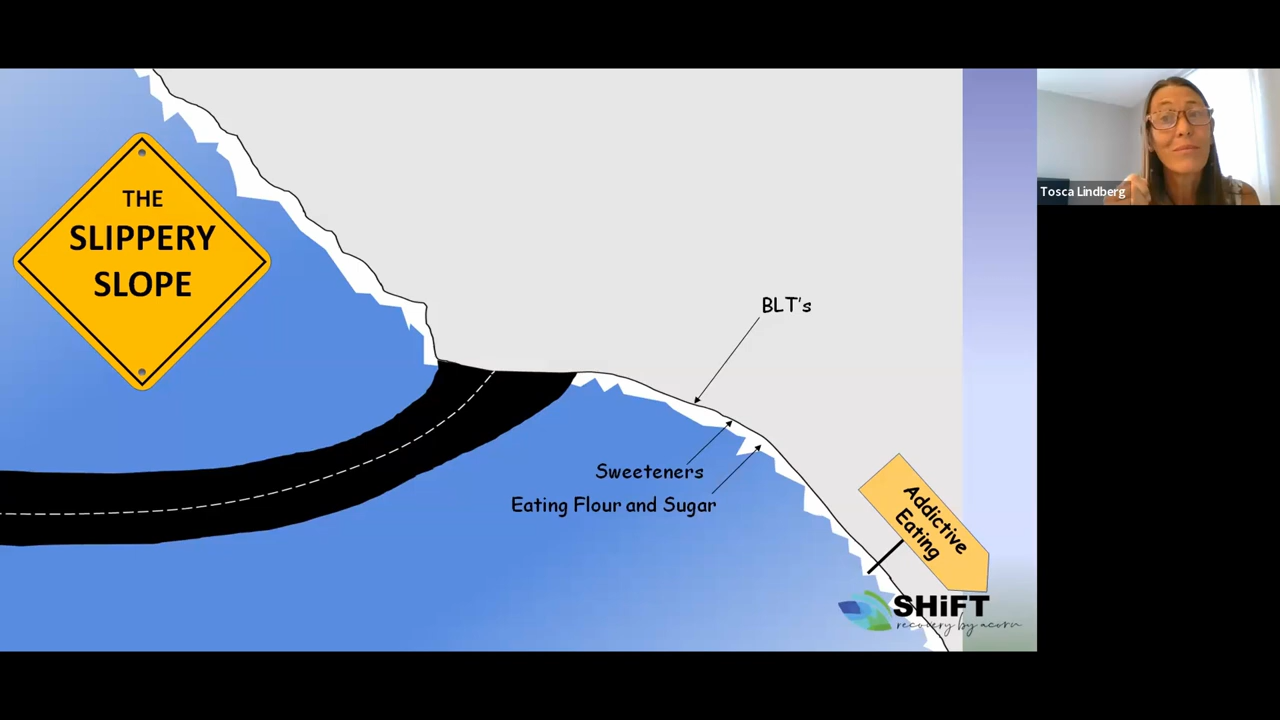 THE
SLIPPERY
SLOPE
Tosca Lindberg
BLT's
Sweeteners
Eating Flour and Sugar
Addictive
Eating
SHiFT
recovery by acorn